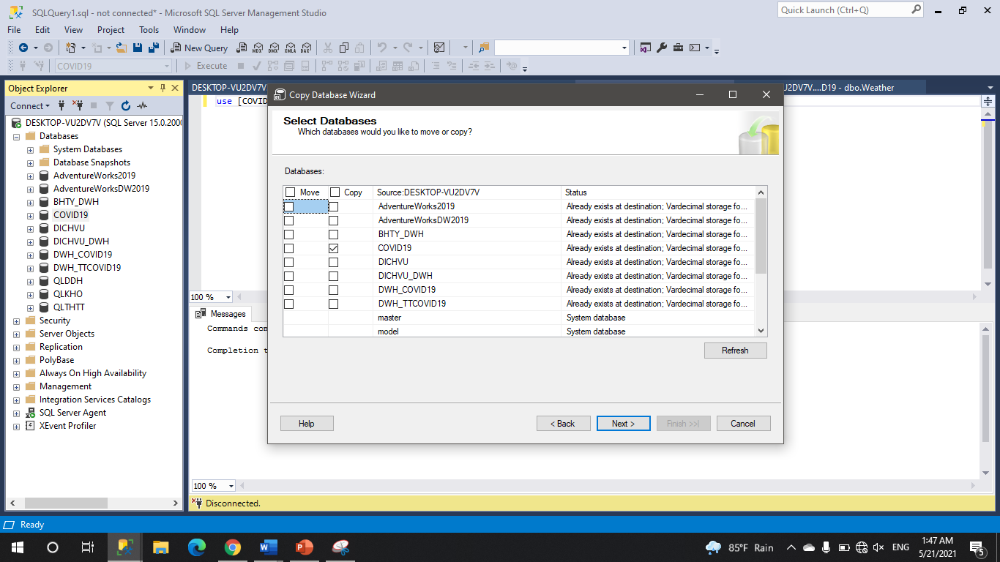 SQLQuery1.sql - not connected* - Microsoft SQL Server Management Studio
Quick Launch (Ctrl+Q)
File Edit View Project Tools Window Help
New Query MDX DMX XMLA DAX
COVID19 Execute
Object Explorer
Connect
DESKTOP-VU2DV7V (SQL Server 15.0.2000
Databases
System Databases
Database Snapshots
AdventureWorks2019
AdventureWorksDW2019
BHTY_DWH
COVID19
DICHVU
DICHVU_DWH
DWH_COVID19
DWH_TTCOVID19
QLDDH
QLKHO
QLTHTT
Security
Server Objects
Replication
PolyBase
Always On High Availability
Management
Integration Services Catalogs
SQL Server Agent
XEvent Profiler
DESKTOP-VU2DV7V
U2DV7V....D19 - dbo.Weather
use [COVID
100 %
Messages
Commands com
Completion t
100 %
Disconnected.
Copy Database Wizard
Select Databases
Which databases would you like to move or copy?
Databases:
Move Copy Source:DESKTOP-VU2DV7V Status
AdventureWorks2019 Already exists at destination; Vardecimal storage fo...
AdventureWorksDW2019 Already exists at destination; Vardecimal storage fo...
BHTY_DWH Already exists at destination; Vardecimal storage fo...
COVID19 Already exists at destination; Vardecimal storage fo...
DICHVU Already exists at destination; Vardecimal storage fo...
DICHVU_DWH Already exists at destination; Vardecimal storage fo...
DWH_COVID19 Already exists at destination; Vardecimal storage fo...
DWH_TTCOVID19 Already exists at destination; Vardecimal storage fo...
master System database
model System database
Refresh
Help < Back Next > Finish >>| Cancel
Ready
85°F Rain ENG 1:47 AM
5/21/2021
5